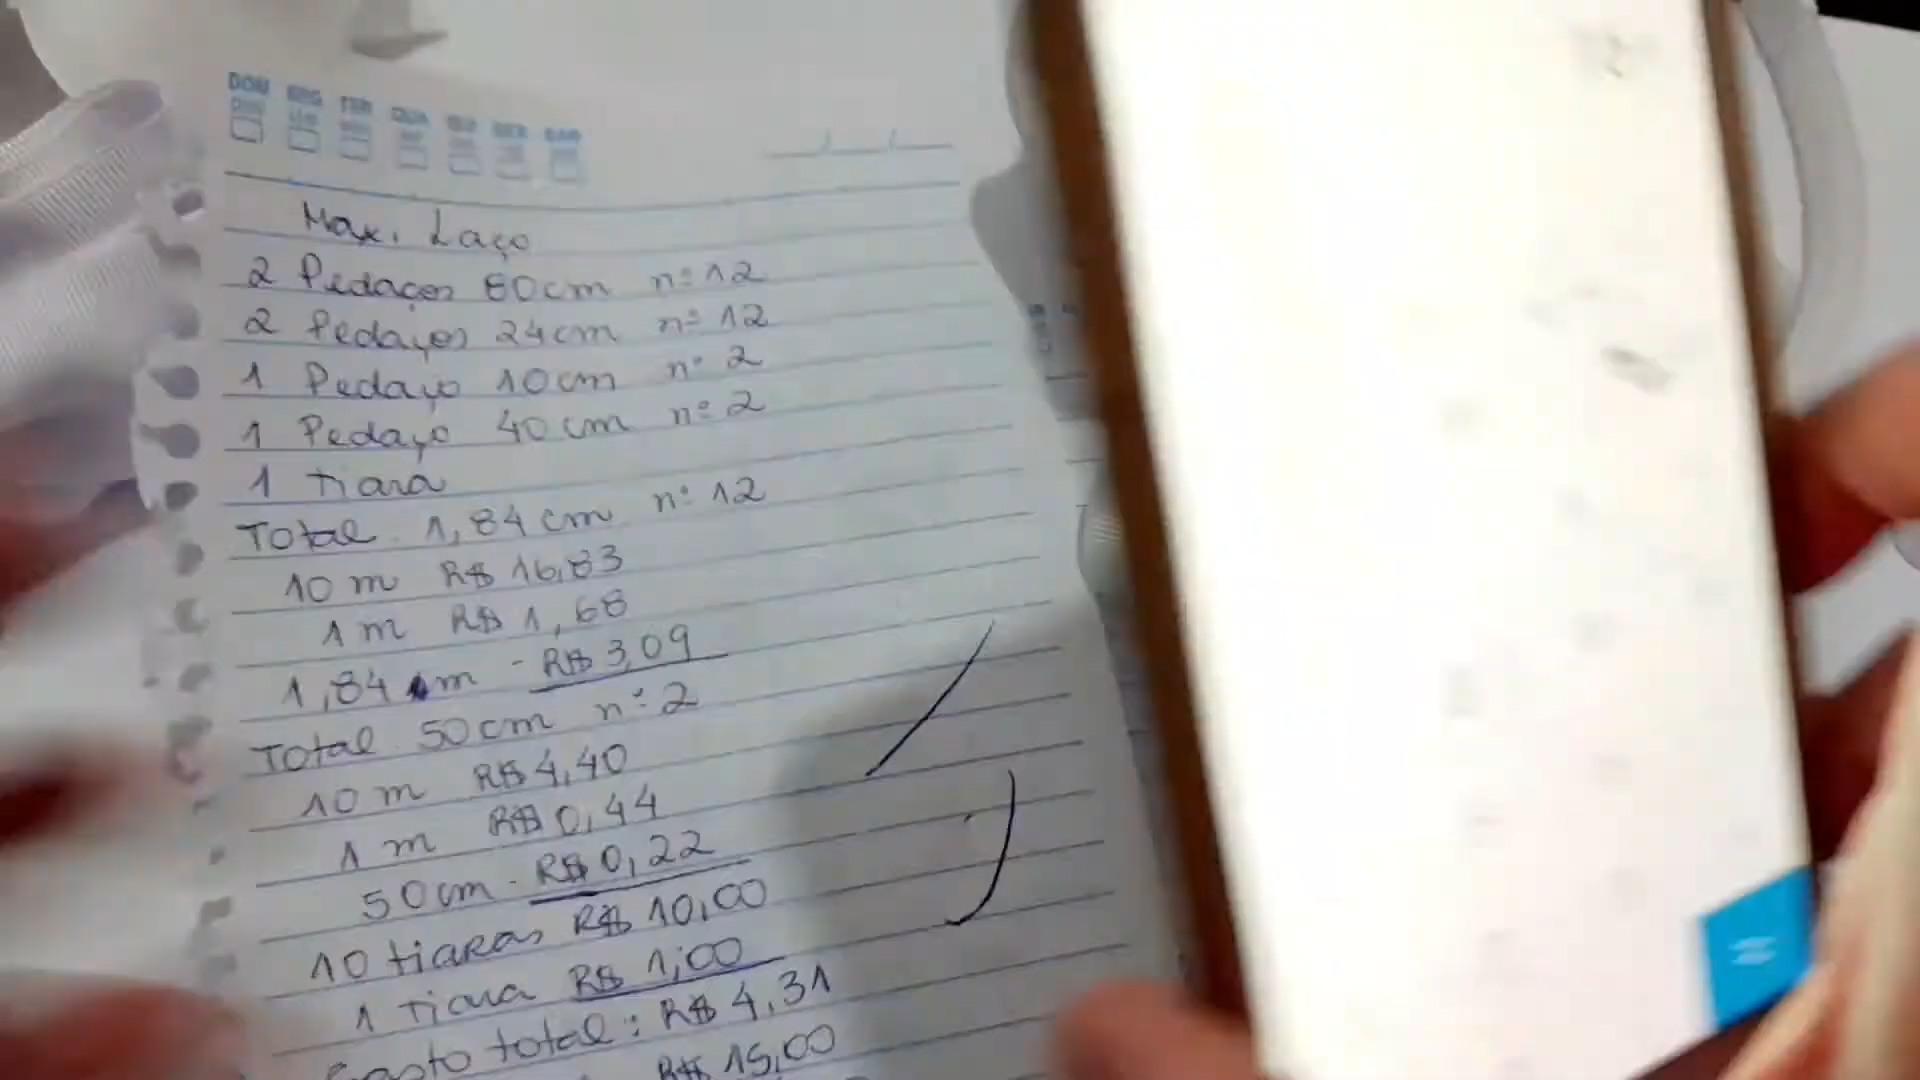 DOM SEG TER QUA QUI SEX SAB
Max. Laço
2 Pedaços 80cm nº 12
2 Pedaços 24cm nº 12
1 Pedaço 10cm nº 2
1 Pedaço 40cm nº 2
1 Tiara
Total. 1,84cm nº 12
10 m R$ 16,83
1 m R$ 1,68
1,84 m - R$ 3,09
Total. 50cm nº 2
10 m R$ 4,40
1 m R$ 0,44
50cm - R$ 0,22
10 tiaras R$ 10,00
1 Tiara R$ 1,00
Gasto total: R$ 4,31
R$ 15,00
=